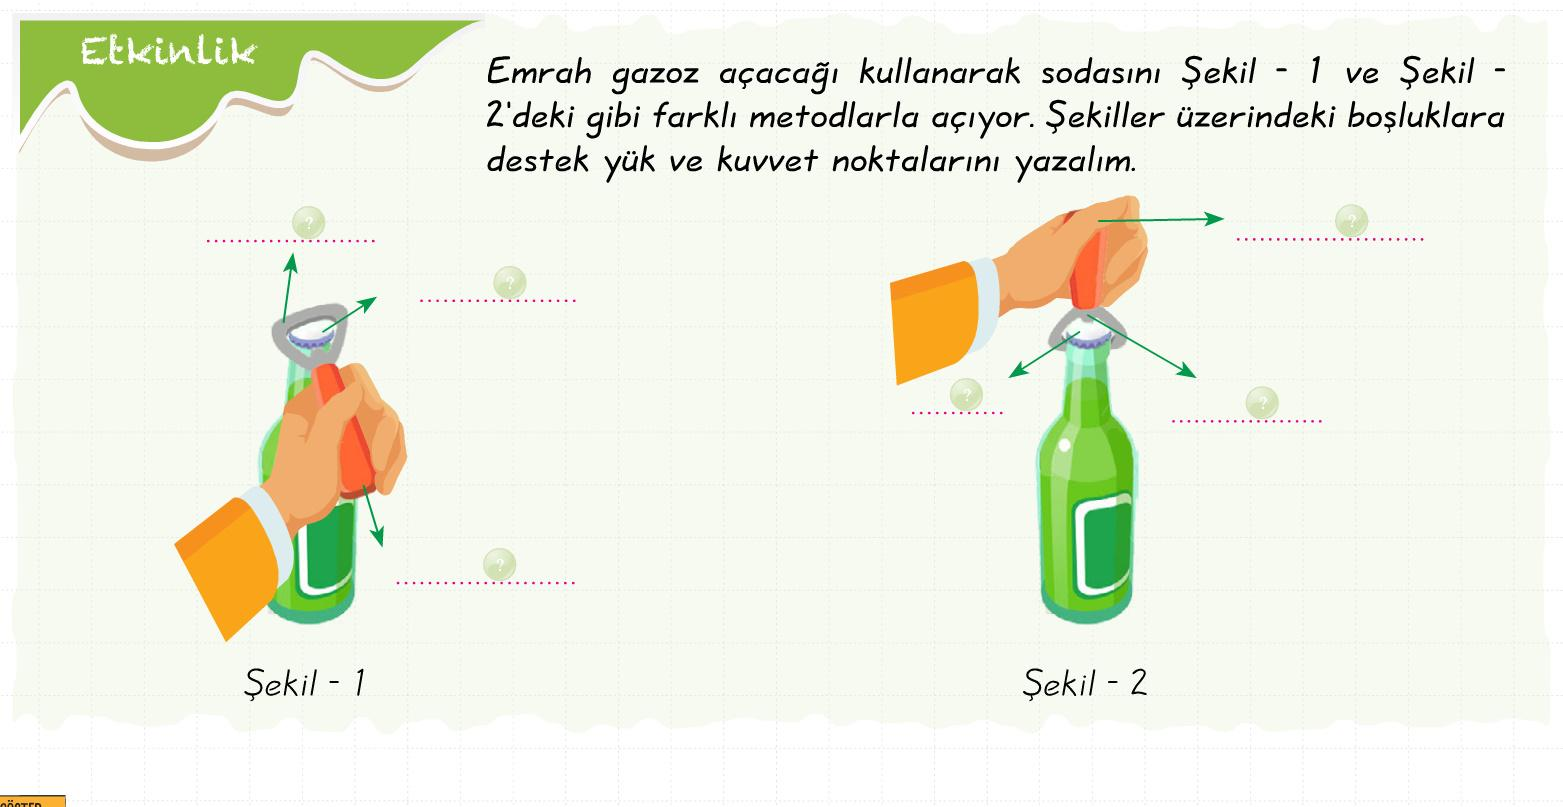 Etkinlik
Emrah gazoz açacağı kullanarak sodasını Şekil - 1 ve Şekil -
2'deki gibi farklı metodlarla açıyor. Şekiller üzerindeki boşluklara
destek yük ve kuvvet noktalarını yazalım.
?
?
?
?
?
?
Şekil - 1
Şekil - 2